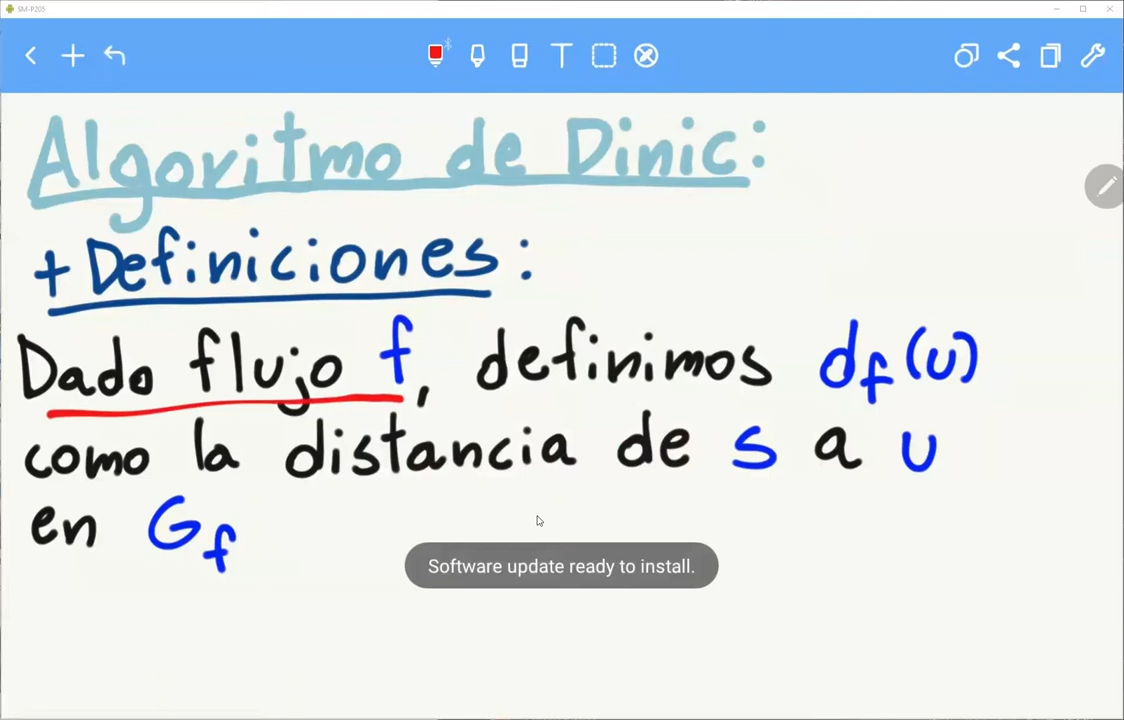 SM-P205
Algoritmo de Dinic:
+ Definiciones:
Dado flujo f, definimos df(u)
como la distancia de s a u
en Gf
Software update ready to install.